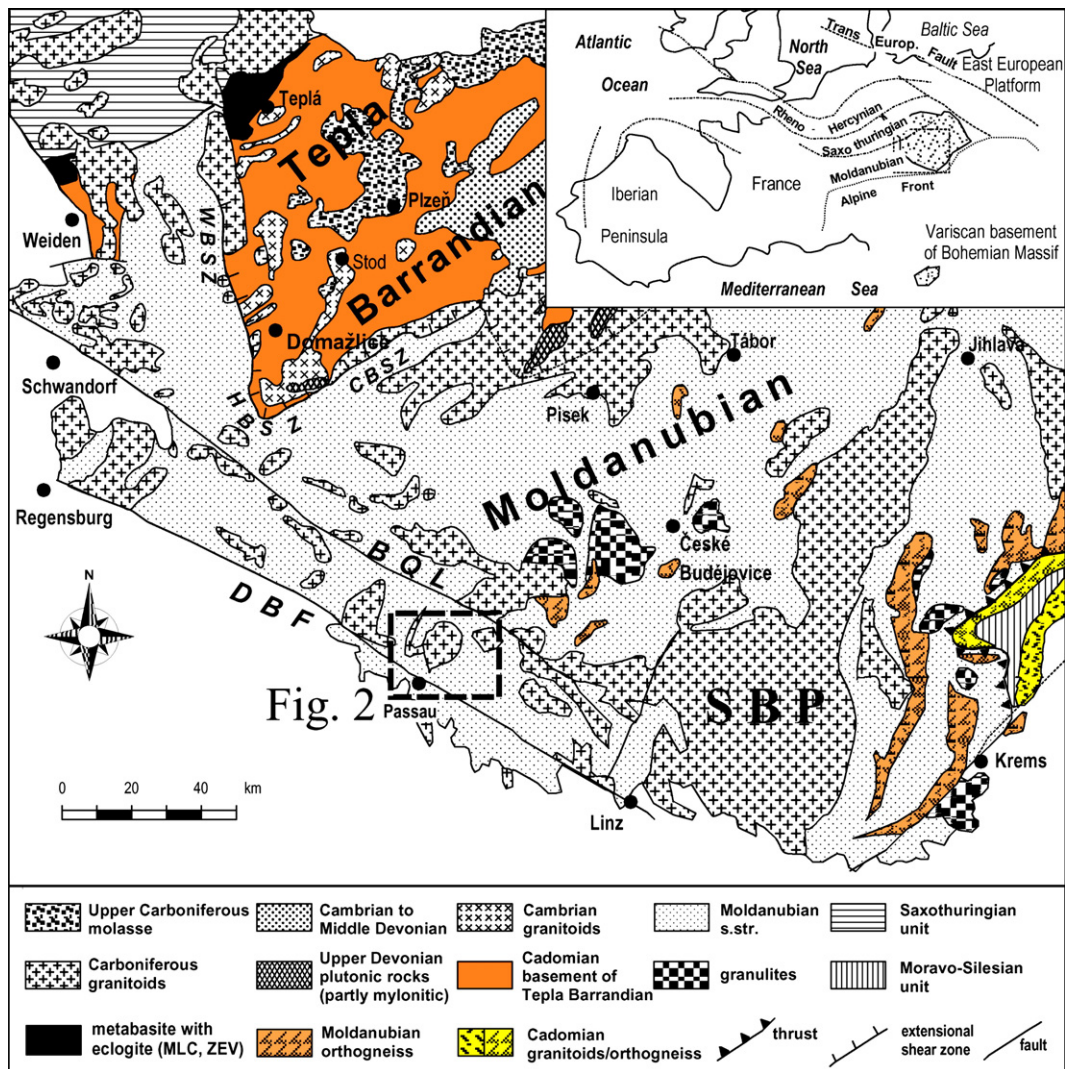 Teplá
Tepla
Plzeň
Weiden
WBSZ
Stod
Barrandian
Domažlice
Schwandorf
CBSZ
HBSZ
Tábor
Jihlava
Pisek
Moldanubian
Regensburg
České
Budějovice
BQL
DBF
N
Fig. 2
Passau
SBP
Krems
Linz
0 20 40 km
Atlantic
Ocean
North
Sea
Baltic Sea
Trans Europ. Fault
East European
Platform
Rheno - Hercynian
Saxo thuringian
Moldanubian
Alpine Front
Iberian
Peninsula
France
Variscan basement
of Bohemian Massif
Mediterranean Sea
Upper Carboniferous
molasse
Cambrian to
Middle Devonian
Cambrian
granitoids
Moldanubian
s.str.
Saxothuringian
unit
Carboniferous
granitoids
Upper Devonian
plutonic rocks
(partly mylonitic)
Cadomian
basement of
Tepla Barrandian
granulites
Moravo-Silesian
unit
metabasite with
eclogite (MLC, ZEV)
Moldanubian
orthogneiss
Cadomian
granitoids/orthogneiss
thrust
extensional
shear zone
fault